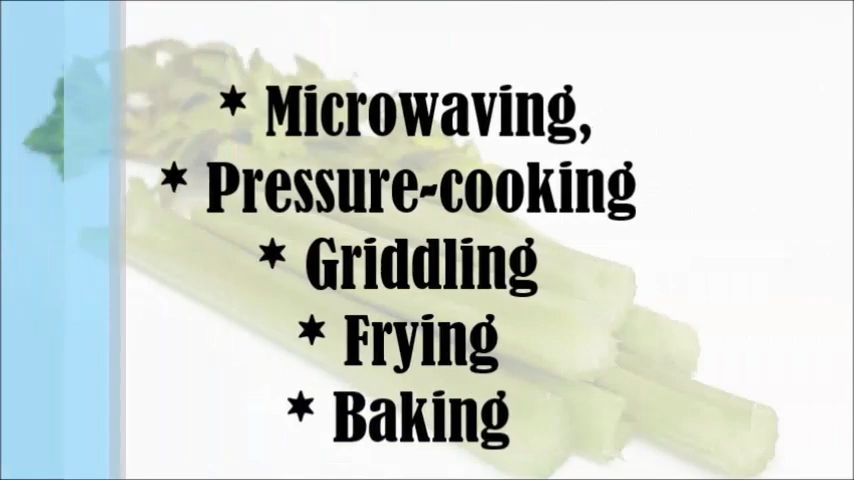 * Microwaving,
* Pressure-cooking
* Griddling
* Frying
* Baking